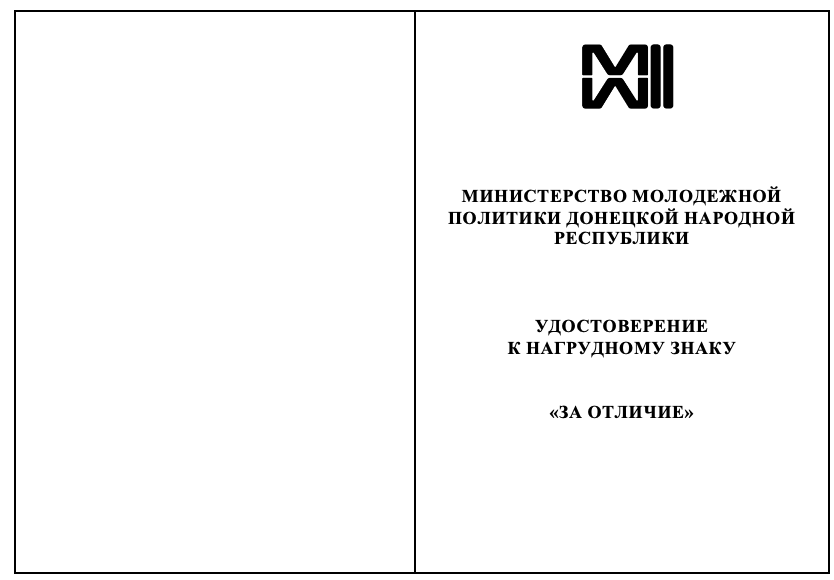 МИНИСТЕРСТВО МОЛОДЕЖНОЙ
ПОЛИТИКИ ДОНЕЦКОЙ НАРОДНОЙ
РЕСПУБЛИКИ
УДОСТОВЕРЕНИЕ
К НАГРУДНОМУ ЗНАКУ
«ЗА ОТЛИЧИЕ»